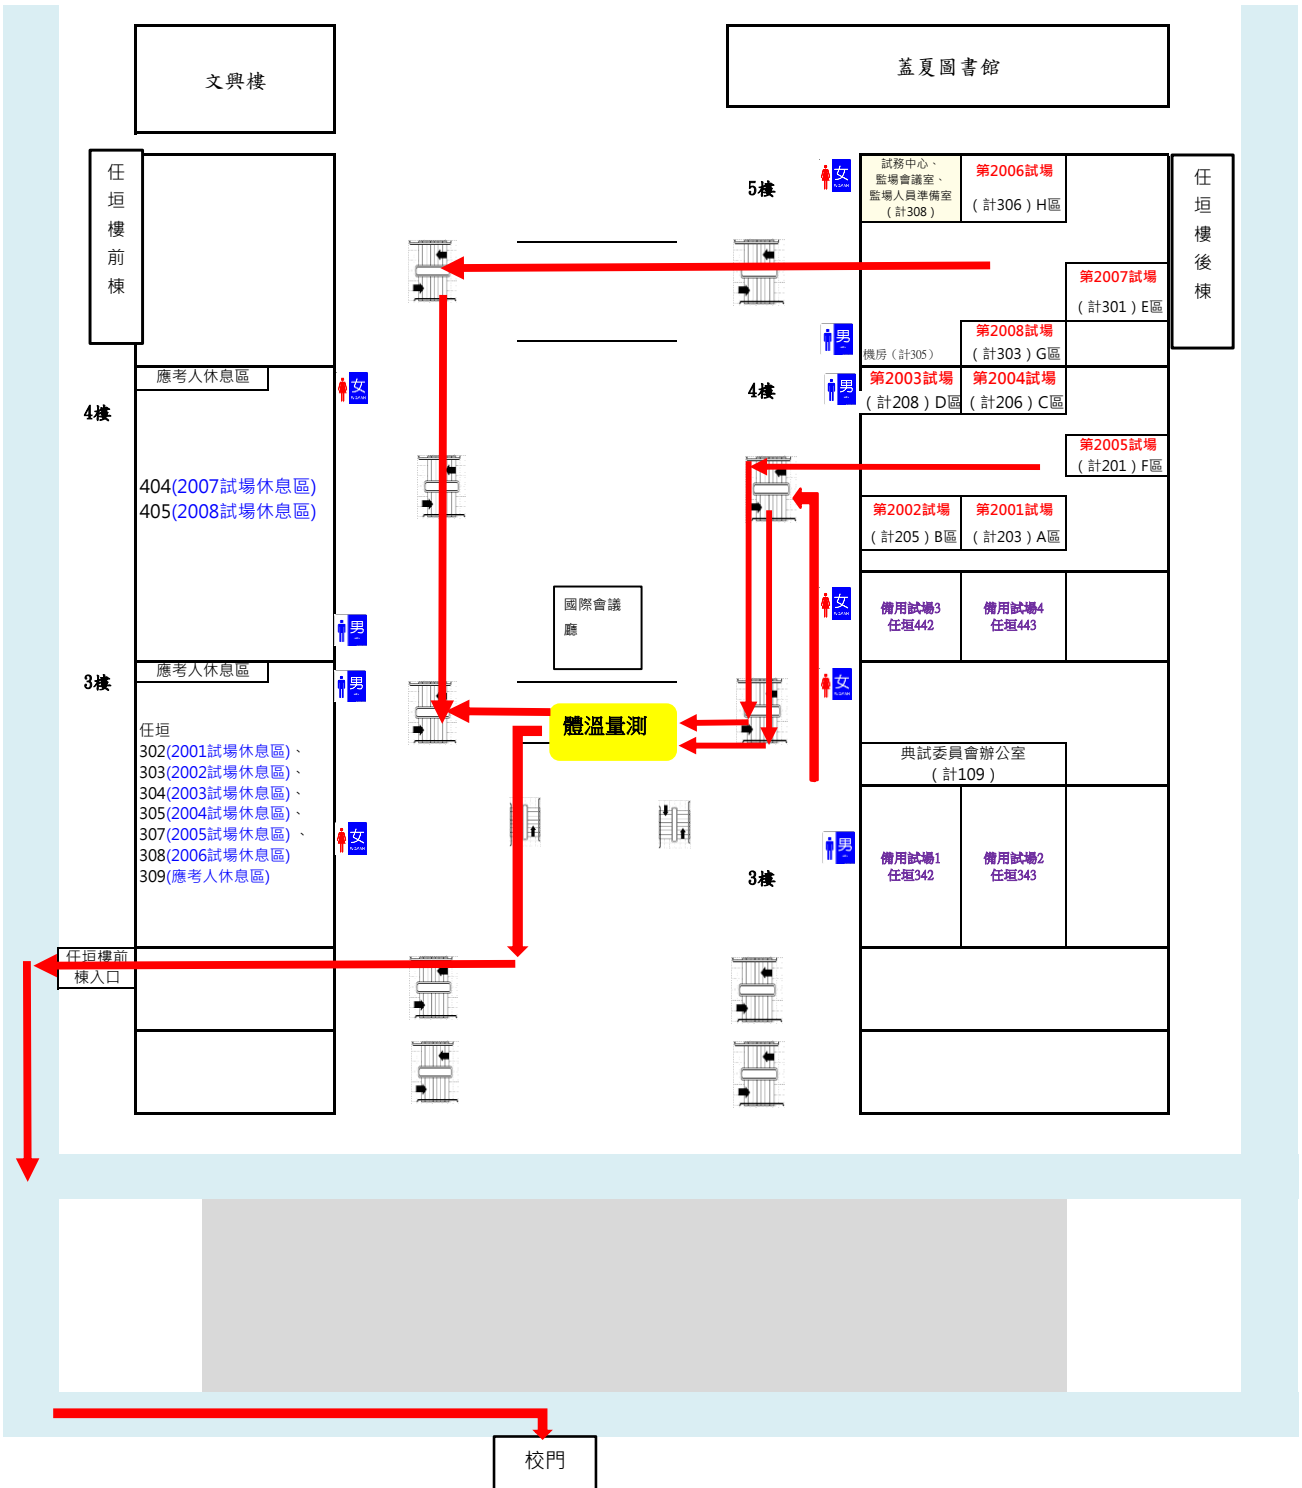 文興樓
蓋夏圖書館
任垣樓前棟
5樓
女
試務中心、
監場會議室、
監場人員準備室
（計308）
第2006試場
（計306）H區
任垣樓後棟
第2007試場
（計301）E區
男
機房（計305）
第2008試場
（計303）G區
應考人休息區
女
4樓
4樓
男
第2003試場
（計208）D區
第2004試場
（計206）C區
第2005試場
（計201）F區
404(2007試場休息區)
405(2008試場休息區)
第2002試場
（計205）B區
第2001試場
（計203）A區
國際會議
廳
女
備用試場3
任垣442
備用試場4
任垣443
男
應考人休息區
3樓
男
女
體溫量測
任垣
302(2001試場休息區)、
303(2002試場休息區)、
304(2003試場休息區)、
305(2004試場休息區)、
307(2005試場休息區) 、
308(2006試場休息區)
309(應考人休息區)
女
典試委員會辦公室
（計109）
男
3樓
備用試場1
任垣342
備用試場2
任垣343
任垣樓前
棟入口
校門